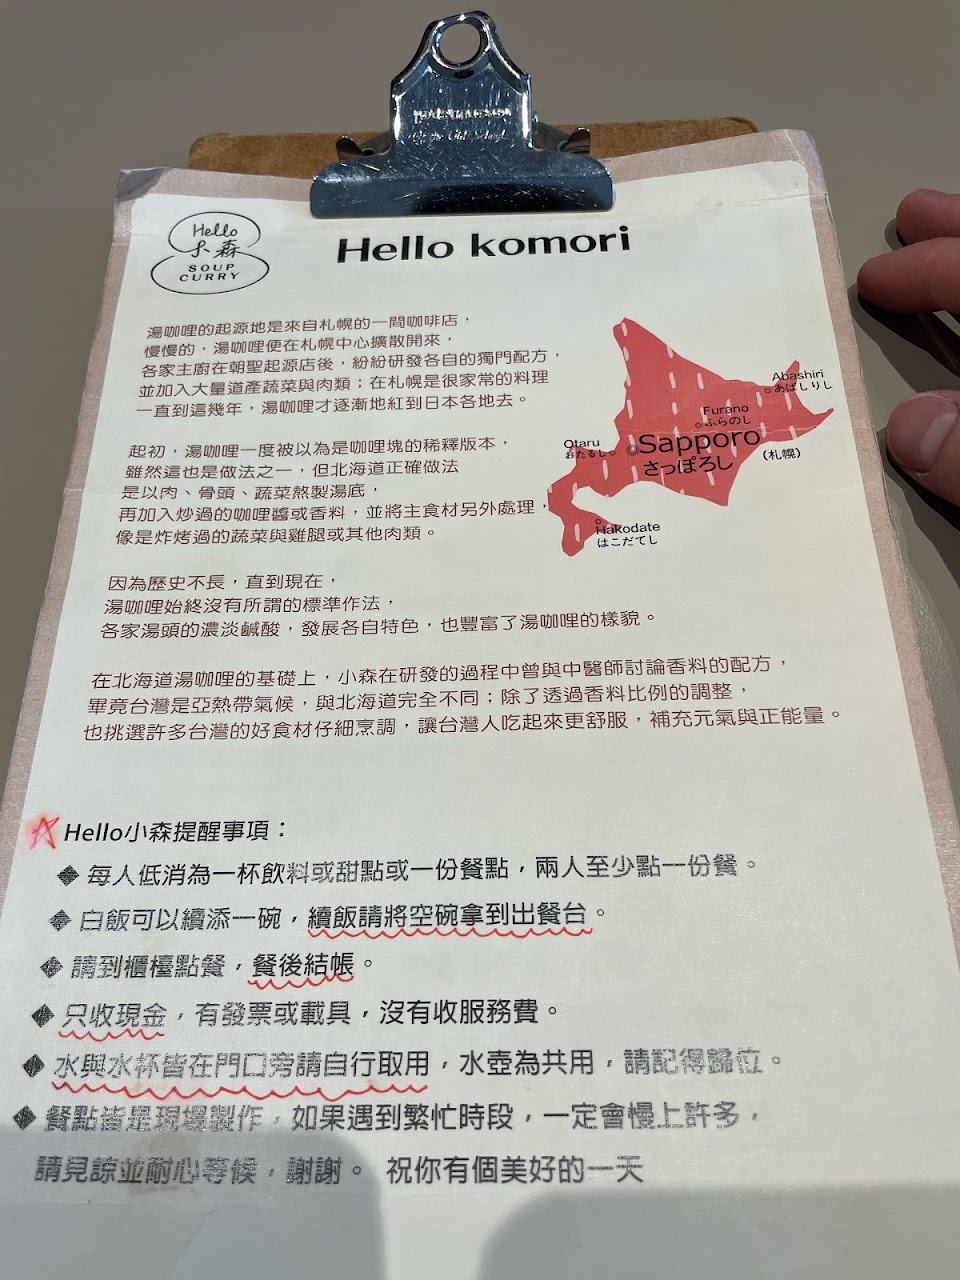 Hello
小森
SOUP
CURRY
Hello komori
湯咖哩的起源地是來自札幌的一間咖啡店，
慢慢的，湯咖哩便在札幌中心擴散開來，
各家主廚在朝聖起源店後，紛紛研發各自的獨門配方，
並加入大量道產蔬菜與肉類；在札幌是很家常的料理
一直到這幾年，湯咖哩才逐漸地紅到日本各地去。
Abashiri
あばしりし
Furano
ふらのし
Otaru
おたるし
Sapporo
さっぽろし
（札幌）
Hakodate
はこだてし
起初，湯咖哩一度被以為是咖哩塊的稀釋版本，
雖然這也是做法之一，但北海道正確做法
是以肉、骨頭、蔬菜熬製湯底，
再加入炒過的咖哩醬或香料，並將主食材另外處理，
像是炸烤過的蔬菜與雞腿或其他肉類。
因為歷史不長，直到現在，
湯咖哩始終沒有所謂的標準作法，
各家湯頭的濃淡鹹酸，發展各自特色，也豐富了湯咖哩的樣貌。
在北海道湯咖哩的基礎上，小森在研發的過程中曾與中醫師討論香料的配方，
畢竟台灣是亞熱帶氣候，與北海道完全不同；除了透過香料比例的調整，
也挑選許多台灣的好食材仔細烹調，讓台灣人吃起來更舒服，補充元氣與正能量。
Hello小森提醒事項：
◆ 每人低消為一杯飲料或甜點或一份餐點，兩人至少點一份餐。
◆ 白飯可以續添一碗，續飯請將空碗拿到出餐台。
◆ 請到櫃檯點餐，餐後結帳。
◆ 只收現金，有發票或載具，沒有收服務費。
◆ 水與水杯皆在門口旁請自行取用，水壺為共用，請記得歸位。
◆ 餐點皆是現場製作，如果遇到繁忙時段，一定會慢上許多，
請見諒並耐心等候，謝謝。 祝你有個美好的一天